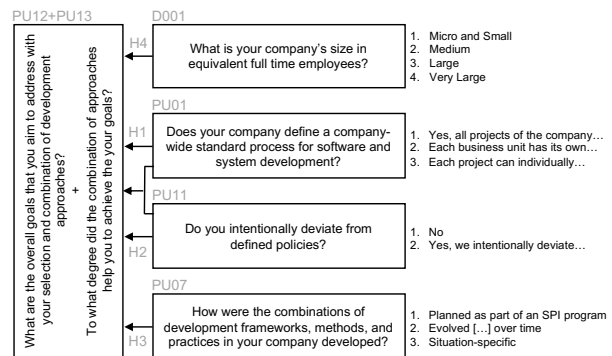 PU12+PU13
What are the overall goals that you aim to address with
your selection and combination of development
approaches?
+
To what degree did the combination of approaches
help you to achieve the your goals?
D001
H4
What is your company's size in
equivalent full time employees?
1. Micro and Small
2. Medium
3. Large
4. Very Large
PU01
H1
Does your company define a company-
wide standard process for software and
system development?
1. Yes, all projects of the company…
2. Each business unit has its own…
3. Each project can individually…
PU11
H2
Do you intentionally deviate from
defined policies?
1. No
2. Yes, we intentionally deviate…
PU07
H3
How were the combinations of
development frameworks, methods, and
practices in your company developed?
1. Planned as part of an SPI program
2. Evolved […] over time
3. Situation-specific